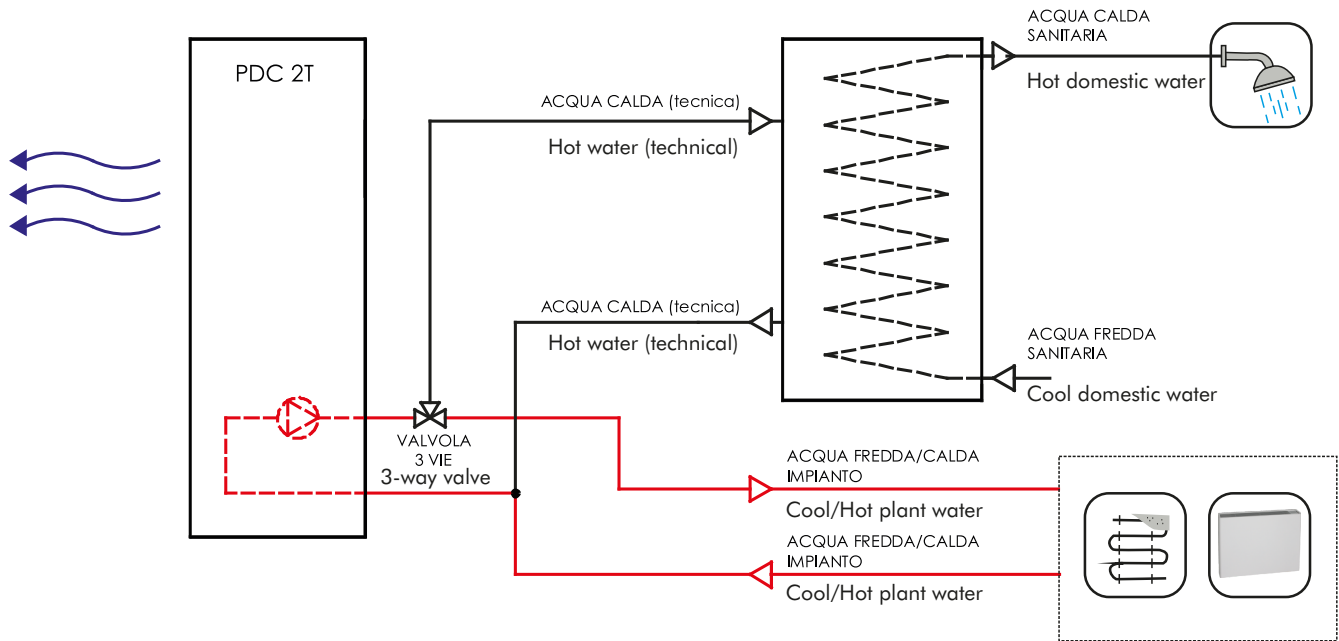 PDC 2T
ACQUA CALDA (tecnica)
Hot water (technical)
ACQUA CALDA
SANITARIA
Hot domestic water
ACQUA CALDA (tecnica)
Hot water (technical)
ACQUA FREDDA
SANITARIA
Cool domestic water
VALVOLA
3 VIE
3-way valve
ACQUA FREDDA/CALDA
IMPIANTO
Cool/Hot plant water
ACQUA FREDDA/CALDA
IMPIANTO
Cool/Hot plant water